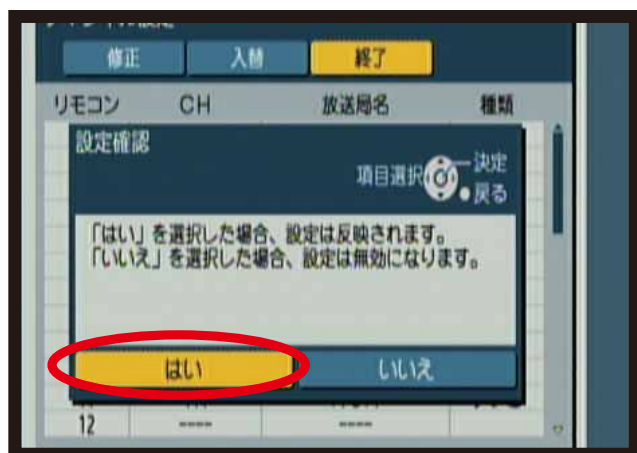 修正 入替 終了
リモコン CH 放送局名 種類
設定確認
項目選択 決定
戻る
「はい」を選択した場合、設定は反映されます。
「いいえ」を選択した場合、設定は無効になります。
はい いいえ
12 ---- ----